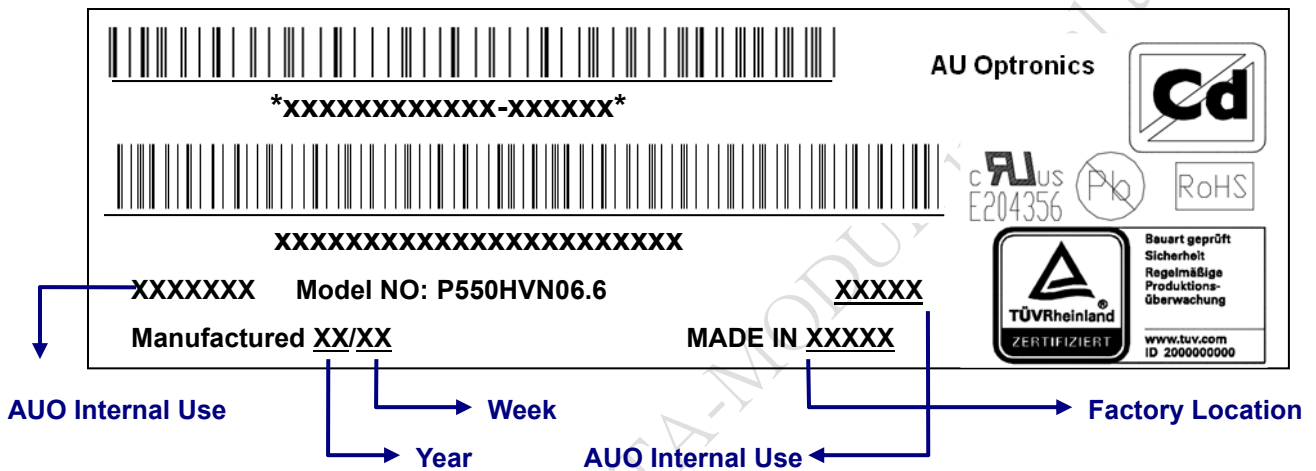 AU Optronics
Cd
*xxxxxxxxxxxx-xxxxxx*
c RU US
E204356
Pb
RoHS
xxxxxxxxxxxxxxxxxxxxxxx
XXXXXXX Model NO: P550HVN06.6 XXXXX
Manufactured XX/XX MADE IN XXXXX
TÜVRheinland®
ZERTIFIZIERT
Bauart geprüft
Sicherheit
Regelmäßige
Produktions-
überwachung
www.tuv.com
ID 2000000000
AUO Internal Use
Week
Factory Location
Year
AUO Internal Use